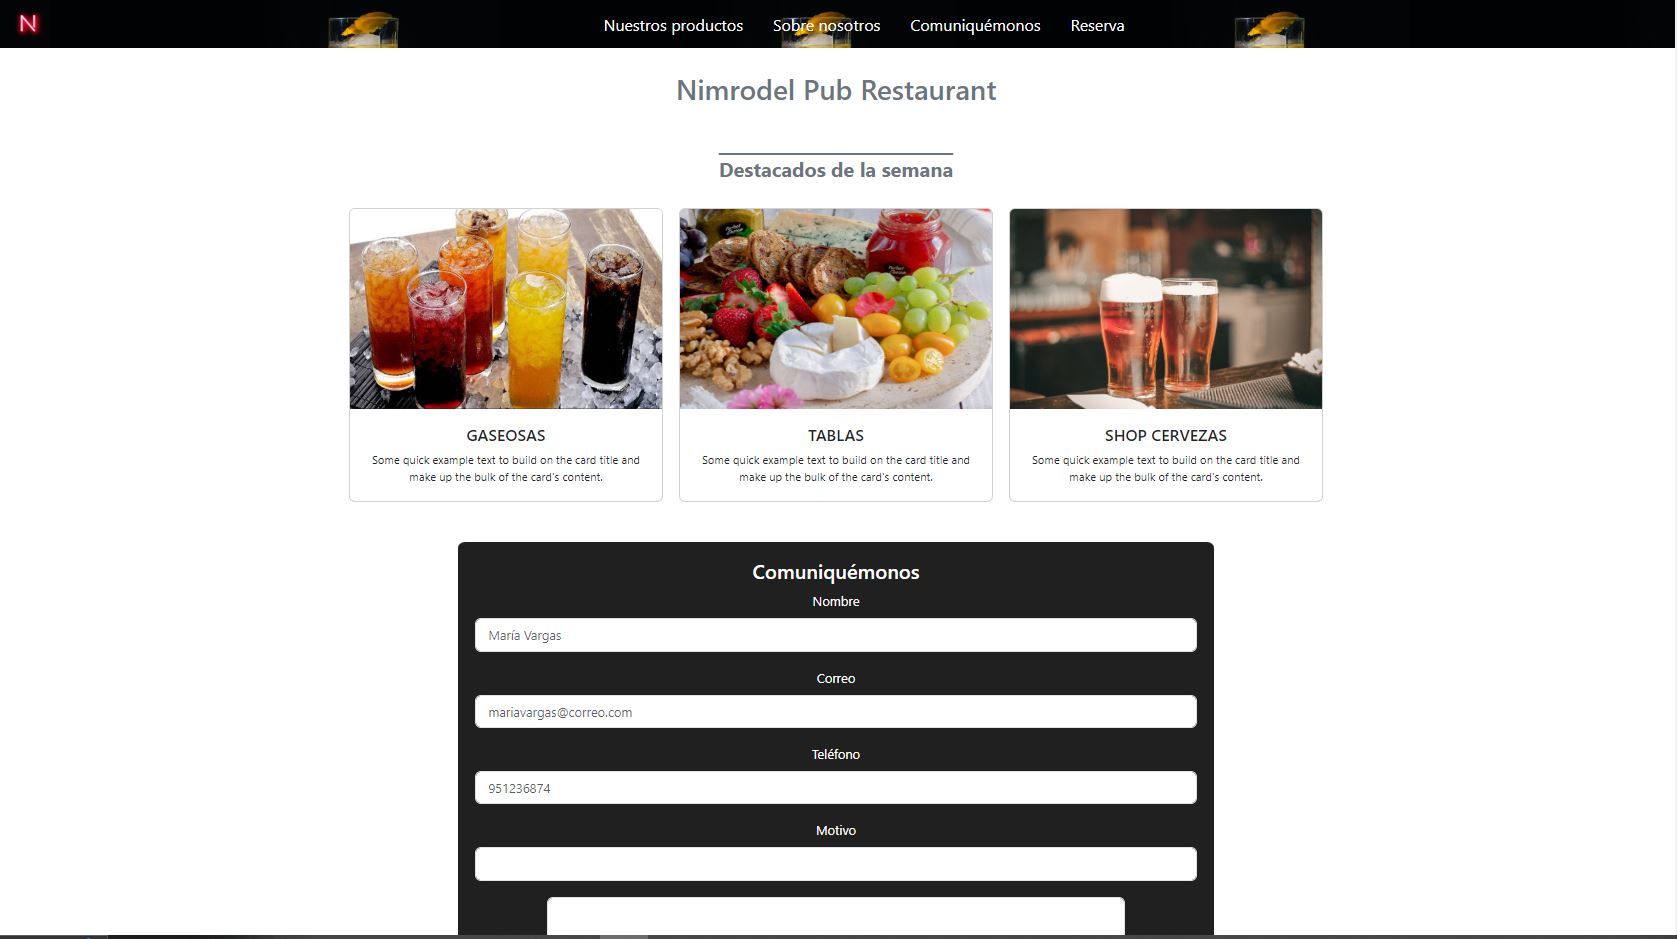 N
Nuestros productos
Sobre nosotros
Comuniquémonos
Reserva
Nimrodel Pub Restaurant
Destacados de la semana
GASEOSAS
Some quick example text to build on the card title and
make up the bulk of the card's content.
TABLAS
Some quick example text to build on the card title and
make up the bulk of the card's content.
SHOP CERVEZAS
Some quick example text to build on the card title and
make up the bulk of the card's content.
Comuniquémonos
Nombre
María Vargas
Correo
mariavargas@correo.com
Teléfono
951236874
Motivo